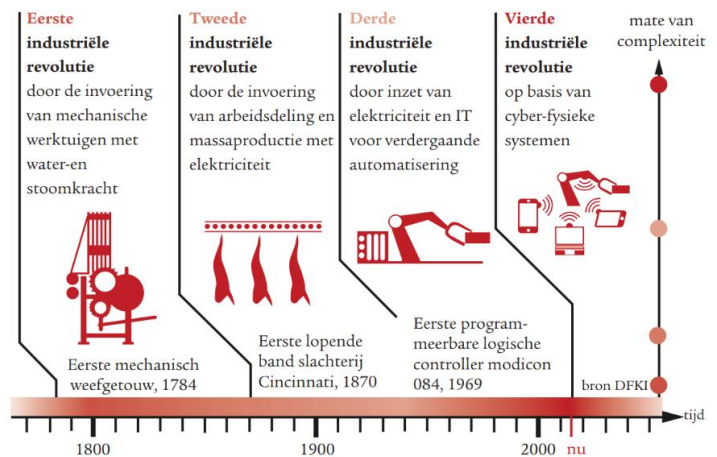 Eerste
industriële
revolutie
door de invoering
van mechanische
werktuigen met
water-en
stoomkracht
Tweede
industriële
revolutie
door de invoering
van arbeidsdeling en
massaproductie met
elektriciteit
Derde
industriële
revolutie
door inzet van
elektriciteit en IT
voor verdergaande
automatisering
Vierde
industriële
revolutie
op basis van
cyber-fysieke
systemen
mate van
complexiteit
Eerste mechanisch
weefgetouw, 1784
Eerste lopende
band slachterij
Cincinnati, 1870
Eerste program-
meerbare logische
controller modicon
084, 1969
bron DFKI
tijd
1800
1900
2000
nu